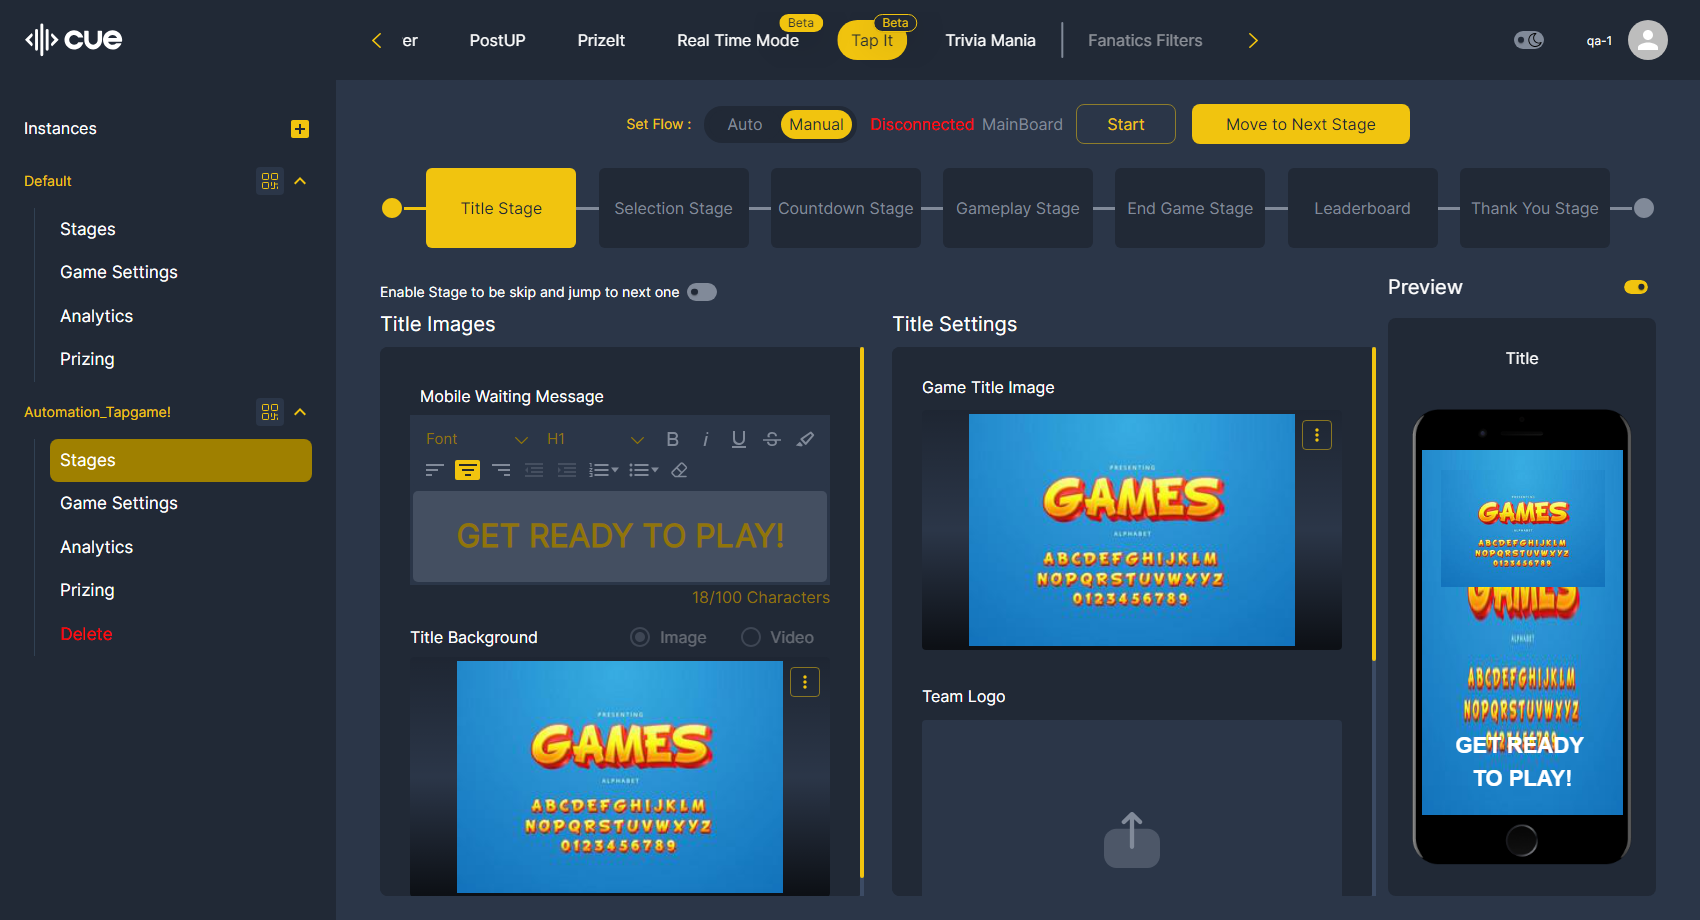 cue
er
PostUP
PrizeIt
Real Time Mode
Beta
Tap It
Beta
Trivia Mania
Fanatics Filters
qa-1
Instances
Default
Stages
Game Settings
Analytics
Prizing
Automation_Tapgame!
Stages
Game Settings
Analytics
Prizing
Delete
Set Flow :
Auto
Manual
Disconnected MainBoard
Start
Move to Next Stage
Title Stage
Selection Stage
Countdown Stage
Gameplay Stage
End Game Stage
Leaderboard
Thank You Stage
Enable Stage to be skip and jump to next one
Title Images
Mobile Waiting Message
Font
H1
B
i
U
S
GET READY TO PLAY!
18/100 Characters
Title Background
Image
Video
PRESENTING
GAMES
ALPHABET
ABCDEFGHIJKLM
NOPQRSTUVWXYZ
0123456789
Title Settings
Game Title Image
PRESENTING
GAMES
ALPHABET
ABCDEFGHIJKLM
NOPQRSTUVWXYZ
0123456789
Team Logo
Preview
Title
PRESENTING
GAMES
ALPHABET
ABCDEFGHIJKLM
NOPQRSTUVWXYZ
0123456789
GAMES
ALPHABET
ABCDEFGHIJKLM
NOPQRSTUVWXYZ
0123456789
GET READY
TO PLAY!